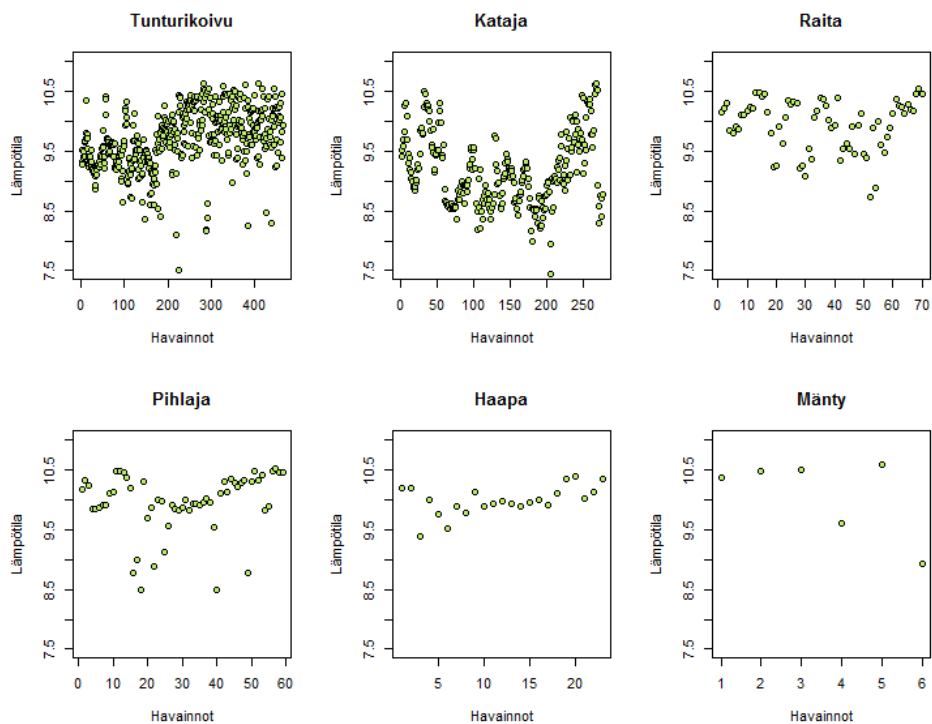 Tunturikoivu
Lämpötila
7.5 8.5 9.5 10.5
0 100 200 300 400
Havainnot
Kataja
Lämpötila
7.5 8.5 9.5 10.5
0 50 100 150 200 250
Havainnot
Raita
Lämpötila
7.5 8.5 9.5 10.5
0 10 20 30 40 50 60 70
Havainnot
Pihlaja
Lämpötila
7.5 8.5 9.5 10.5
0 10 20 30 40 50 60
Havainnot
Haapa
Lämpötila
7.5 8.5 9.5 10.5
5 10 15 20
Havainnot
Mänty
Lämpötila
7.5 8.5 9.5 10.5
1 2 3 4 5 6
Havainnot